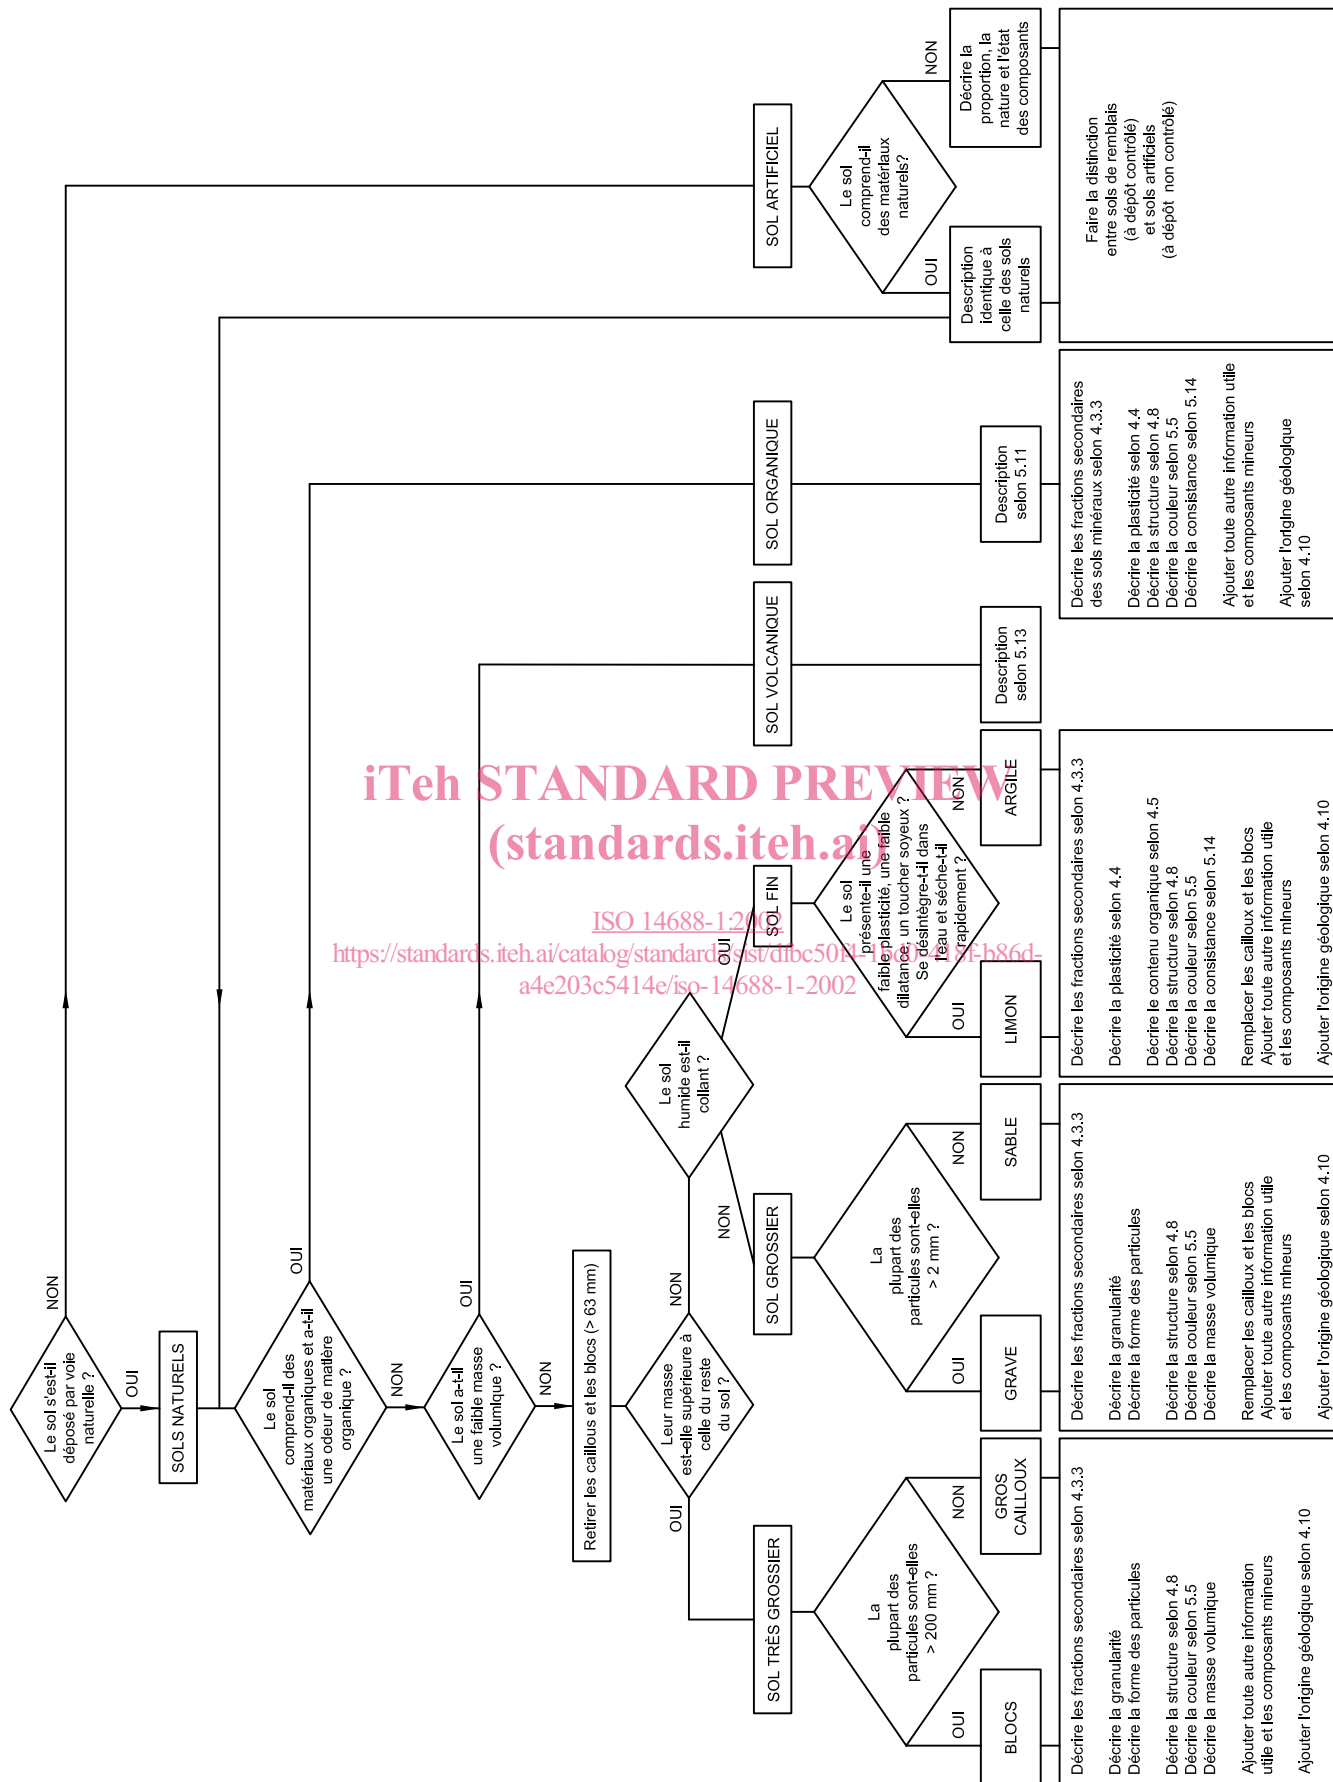 Le sol s'est-il
déposé par voie
naturelle ?
NON
OUI
SOLS NATURELS
Le sol
comprend-il des
matériaux organiques et a-t-il
une odeur de matière
organique ?
OUI
NON
Le sol a-t-il
une faible masse
volumique ?
OUI
NON
Retirer les caillous et les blocs (> 63 mm)
Leur masse
est-elle supérieure à
celle du reste
du sol ?
OUI
NON
Le sol
humide est-il
collant ?
NON
OUI
SOL TRÈS GROSSIER
SOL GROSSIER
SOL FIN
SOL VOLCANIQUE
SOL ORGANIQUE
SOL ARTIFICIEL
La
plupart des
particules sont-elles
> 200 mm ?
OUI
NON
La
plupart des
particules sont-elles
> 2 mm ?
OUI
NON
Le sol
présente-il une
faible plasticité, une faible
dilatance, un toucher soyeux ?
Se désintègre-t-il dans
l'eau et sèche-t-il
rapidement ?
OUI
NON
Le sol
comprend-il
des matériaux
naturels?
OUI
NON
BLOCS
GROS
CAILLOUX
GRAVE
SABLE
LIMON
ARGILE
Description
selon 5.13
Description
selon 5.11
Description
identique à
celle des sols
naturels
Décrire la
proportion, la
nature et l'état
des composants
Décrire les fractions secondaires selon 4.3.3
Décrire la granularité
Décrire la forme des particules
Décrire la structure selon 4.8
Décrire la couleur selon 5.5
Décrire la masse volumique
Ajouter toute autre information
utile et les composants mineurs
Ajouter l'origine géologique selon 4.10
Décrire les fractions secondaires selon 4.3.3
Décrire la granularité
Décrire la forme des particules
Décrire la structure selon 4.8
Décrire la couleur selon 5.5
Décrire la masse volumique
Remplacer les cailloux et les blocs
Ajouter toute autre information utile
et les composants mineurs
Ajouter l'origine géologique selon 4.10
Décrire les fractions secondaires selon 4.3.3
Décrire la plasticité selon 4.4
Décrire le contenu organique selon 4.5
Décrire la structure selon 4.8
Décrire la couleur selon 5.5
Décrire la consistance selon 5.14
Remplacer les cailloux et les blocs
Ajouter toute autre information utile
et les composants mineurs
Ajouter l'origine géologique selon 4.10
Décrire les fractions secondaires
des sols minéraux selon 4.3.3
Décrire la plasticité selon 4.4
Décrire la structure selon 4.8
Décrire la couleur selon 5.5
Décrire la consistance selon 5.14
Ajouter toute autre information utile
et les composants mineurs
Ajouter l'origine géologique
selon 4.10
Faire la distinction
entre sols de remblais
(à dépôt contrôlé)
et sols artificiels
(à dépôt non contrôlé)
iTeh STANDARD PREVIEW
(standards.iteh.ai)
ISO 14688-1:2002
a4e203c5414e/iso-14688-1-2002